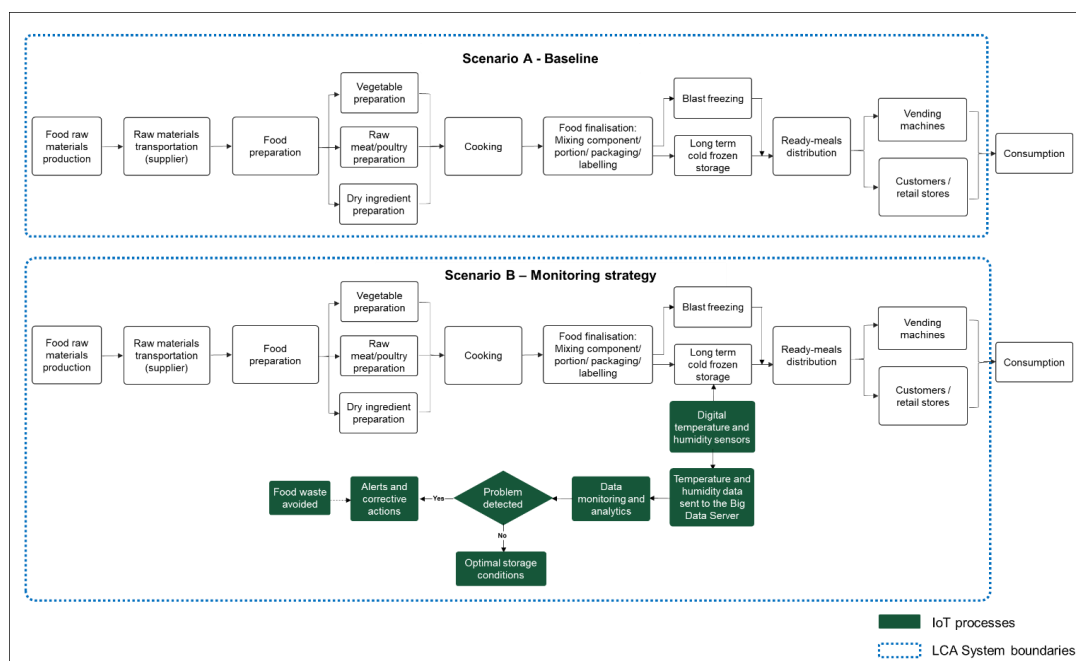 Scenario A - Baseline
Food raw
materials
production
Raw materials
transportation
(supplier)
Food
preparation
Vegetable
preparation
Raw
meat/poultry
preparation
Dry ingredient
preparation
Cooking
Food finalisation:
Mixing component/
portion/ packaging/
labelling
Blast freezing
Long term
cold frozen
storage
Ready-meals
distribution
Vending
machines
Customers /
retail stores
Consumption
Scenario B – Monitoring strategy
Food raw
materials
production
Raw materials
transportation
(supplier)
Food
preparation
Vegetable
preparation
Raw
meat/poultry
preparation
Dry ingredient
preparation
Cooking
Food finalisation:
Mixing component/
portion/ packaging/
labelling
Blast freezing
Long term
cold frozen
storage
Ready-meals
distribution
Vending
machines
Customers /
retail stores
Consumption
Digital
temperature and
humidity sensors
Temperature and
humidity data
sent to the Big
Data Server
Data
monitoring and
analytics
Problem
detected
Yes
Alerts and
corrective
actions
Food waste
avoided
No
Optimal storage
conditions
IoT processes
LCA System boundaries